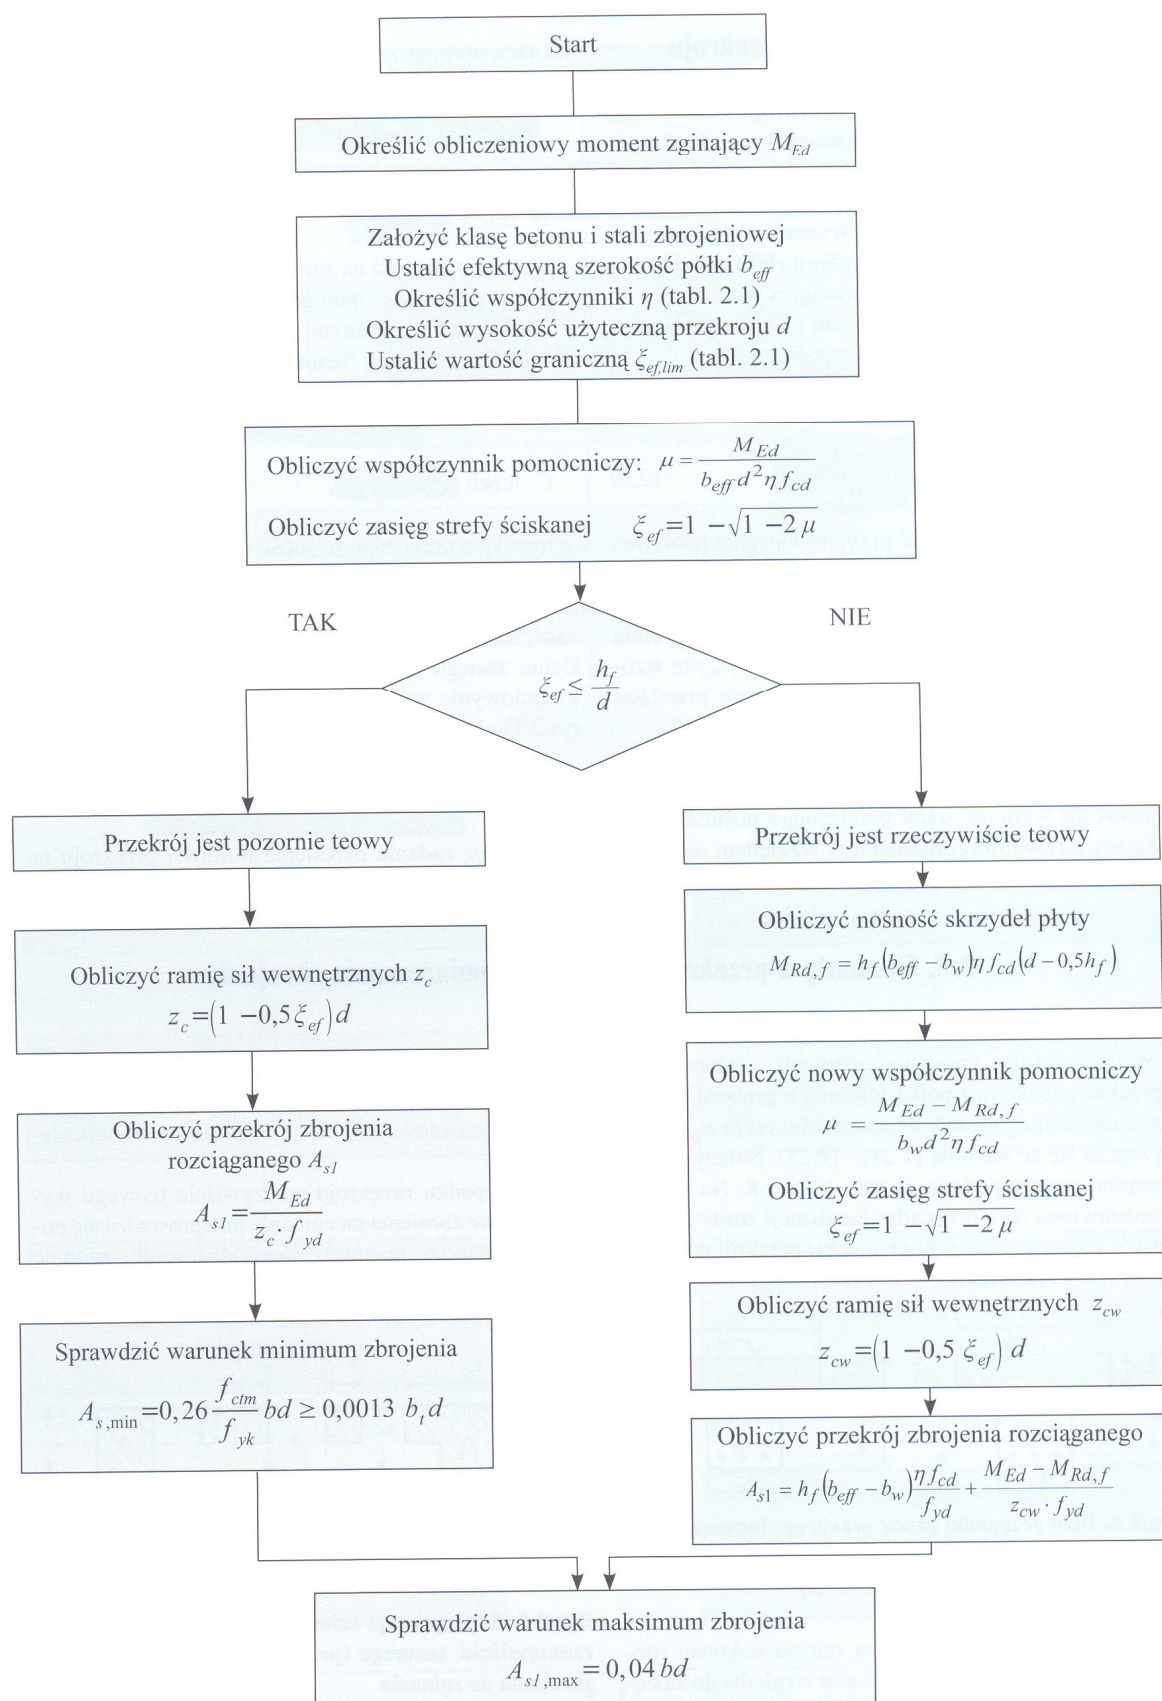 Start
Określić obliczeniowy moment zginający M_Ed
Założyć klasę betonu i stali zbrojeniowej
Ustalić efektywną szerokość półki b_eff
Określić współczynniki η (tabl. 2.1)
Określić wysokość użyteczną przekroju d
Ustalić wartość graniczną ξ_ef,lim (tabl. 2.1)
Obliczyć współczynnik pomocniczy: μ = M_Ed / (b_eff d² η f_cd)
Obliczyć zasięg strefy ściskanej ξ_ef = 1 − √(1 − 2 μ)
TAK
NIE
ξ_ef ≤ h_f / d
Przekrój jest pozornie teowy
Obliczyć ramię sił wewnętrznych z_c
z_c = (1 − 0,5 ξ_ef) d
Obliczyć przekrój zbrojenia
rozciąganego A_s1
A_s1 = M_Ed / (z_c · f_yd)
Sprawdzić warunek minimum zbrojenia
A_s,min = 0,26 f_ctm / f_yk bd ≥ 0,0013 b_t d
Przekrój jest rzeczywiście teowy
Obliczyć nośność skrzydeł płyty
M_Rd,f = h_f (b_eff − b_w) η f_cd (d − 0,5h_f)
Obliczyć nowy współczynnik pomocniczy
μ = (M_Ed − M_Rd,f) / (b_w d² η f_cd)
Obliczyć zasięg strefy ściskanej
ξ_ef = 1 − √(1 − 2 μ)
Obliczyć ramię sił wewnętrznych z_cw
z_cw = (1 − 0,5 ξ_ef) d
Obliczyć przekrój zbrojenia rozciąganego
A_s1 = h_f (b_eff − b_w) η f_cd / f_yd + (M_Ed − M_Rd,f) / (z_cw · f_yd)
Sprawdzić warunek maksimum zbrojenia
A_s1,max = 0,04 bd